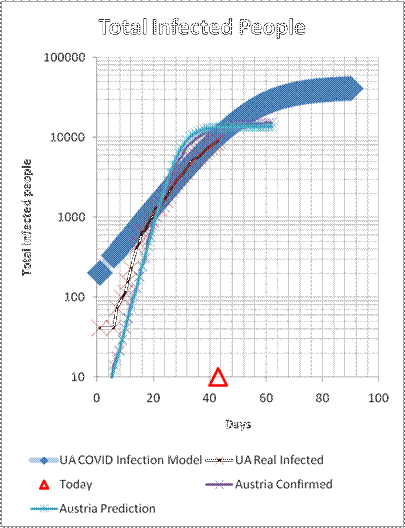 Total Infected People
100000
10000
1000
100
10
0 20 40 60 80 100
Total infected people
Days
UA COVID Infection Model UA Real Infected
Today Austria Confirmed
Austria Prediction